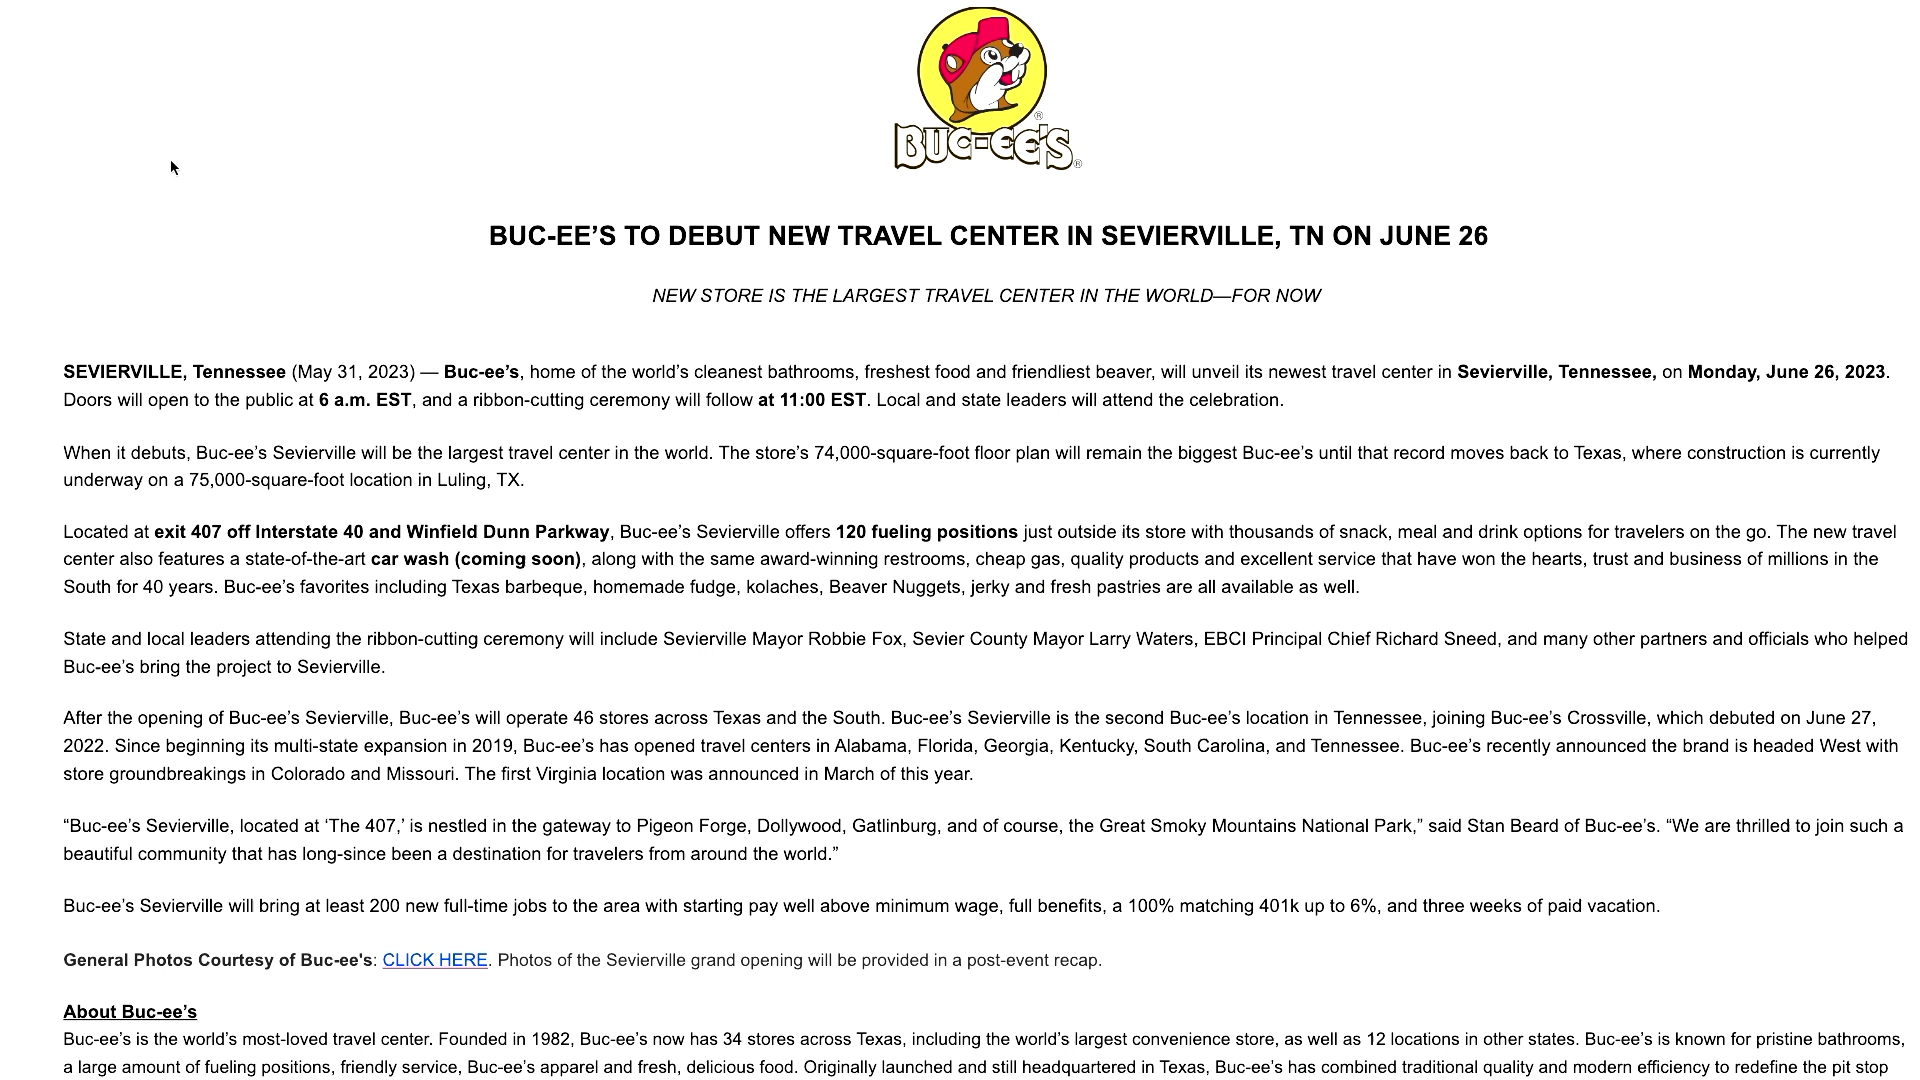 BUC-EE'S®
®
BUC-EE’S TO DEBUT NEW TRAVEL CENTER IN SEVIERVILLE, TN ON JUNE 26
NEW STORE IS THE LARGEST TRAVEL CENTER IN THE WORLD—FOR NOW
SEVIERVILLE, Tennessee (May 31, 2023) — Buc-ee’s, home of the world’s cleanest bathrooms, freshest food and friendliest beaver, will unveil its newest travel center in Sevierville, Tennessee, on Monday, June 26, 2023.
Doors will open to the public at 6 a.m. EST, and a ribbon-cutting ceremony will follow at 11:00 EST. Local and state leaders will attend the celebration.
When it debuts, Buc-ee’s Sevierville will be the largest travel center in the world. The store’s 74,000-square-foot floor plan will remain the biggest Buc-ee’s until that record moves back to Texas, where construction is currently
underway on a 75,000-square-foot location in Luling, TX.
Located at exit 407 off Interstate 40 and Winfield Dunn Parkway, Buc-ee’s Sevierville offers 120 fueling positions just outside its store with thousands of snack, meal and drink options for travelers on the go. The new travel
center also features a state-of-the-art car wash (coming soon), along with the same award-winning restrooms, cheap gas, quality products and excellent service that have won the hearts, trust and business of millions in the
South for 40 years. Buc-ee’s favorites including Texas barbeque, homemade fudge, kolaches, Beaver Nuggets, jerky and fresh pastries are all available as well.
State and local leaders attending the ribbon-cutting ceremony will include Sevierville Mayor Robbie Fox, Sevier County Mayor Larry Waters, EBCI Principal Chief Richard Sneed, and many other partners and officials who helped
Buc-ee’s bring the project to Sevierville.
After the opening of Buc-ee’s Sevierville, Buc-ee’s will operate 46 stores across Texas and the South. Buc-ee’s Sevierville is the second Buc-ee’s location in Tennessee, joining Buc-ee’s Crossville, which debuted on June 27,
2022. Since beginning its multi-state expansion in 2019, Buc-ee’s has opened travel centers in Alabama, Florida, Georgia, Kentucky, South Carolina, and Tennessee. Buc-ee’s recently announced the brand is headed West with
store groundbreakings in Colorado and Missouri. The first Virginia location was announced in March of this year.
“Buc-ee’s Sevierville, located at ‘The 407,’ is nestled in the gateway to Pigeon Forge, Dollywood, Gatlinburg, and of course, the Great Smoky Mountains National Park,” said Stan Beard of Buc-ee’s. “We are thrilled to join such a
beautiful community that has long-since been a destination for travelers from around the world.”
Buc-ee’s Sevierville will bring at least 200 new full-time jobs to the area with starting pay well above minimum wage, full benefits, a 100% matching 401k up to 6%, and three weeks of paid vacation.
General Photos Courtesy of Buc-ee's: CLICK HERE. Photos of the Sevierville grand opening will be provided in a post-event recap.
About Buc-ee’s
Buc-ee’s is the world’s most-loved travel center. Founded in 1982, Buc-ee’s now has 34 stores across Texas, including the world’s largest convenience store, as well as 12 locations in other states. Buc-ee’s is known for pristine bathrooms,
a large amount of fueling positions, friendly service, Buc-ee’s apparel and fresh, delicious food. Originally launched and still headquartered in Texas, Buc-ee’s has combined traditional quality and modern efficiency to redefine the pit stop